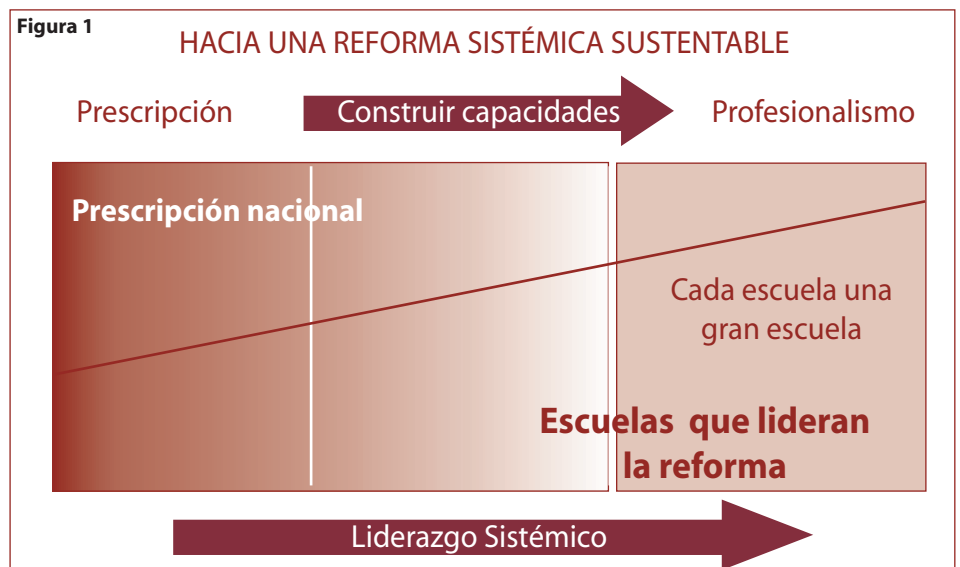 Figura 1
HACIA UNA REFORMA SISTÉMICA SUSTENTABLE
Prescripción
Construir capacidades
Profesionalismo
Prescripción nacional
Cada escuela una
gran escuela
Escuelas que lideran
la reforma
Liderazgo Sistémico